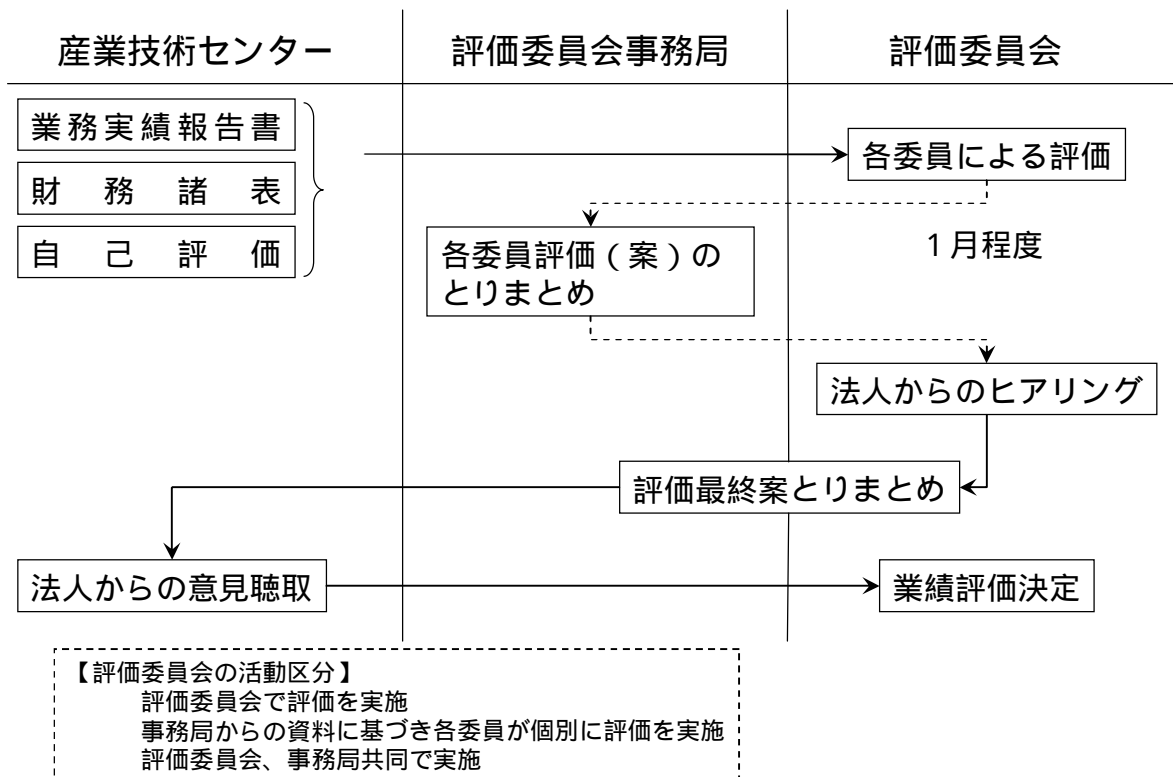 産業技術センター
評価委員会事務局
評価委員会
業務実績報告書
財務諸表
自己評価
各委員による評価
1月程度
各委員評価（案）の
とりまとめ
法人からのヒアリング
評価最終案とりまとめ
法人からの意見聴取
業績評価決定
【評価委員会の活動区分】
評価委員会で評価を実施
事務局からの資料に基づき各委員が個別に評価を実施
評価委員会、事務局共同で実施